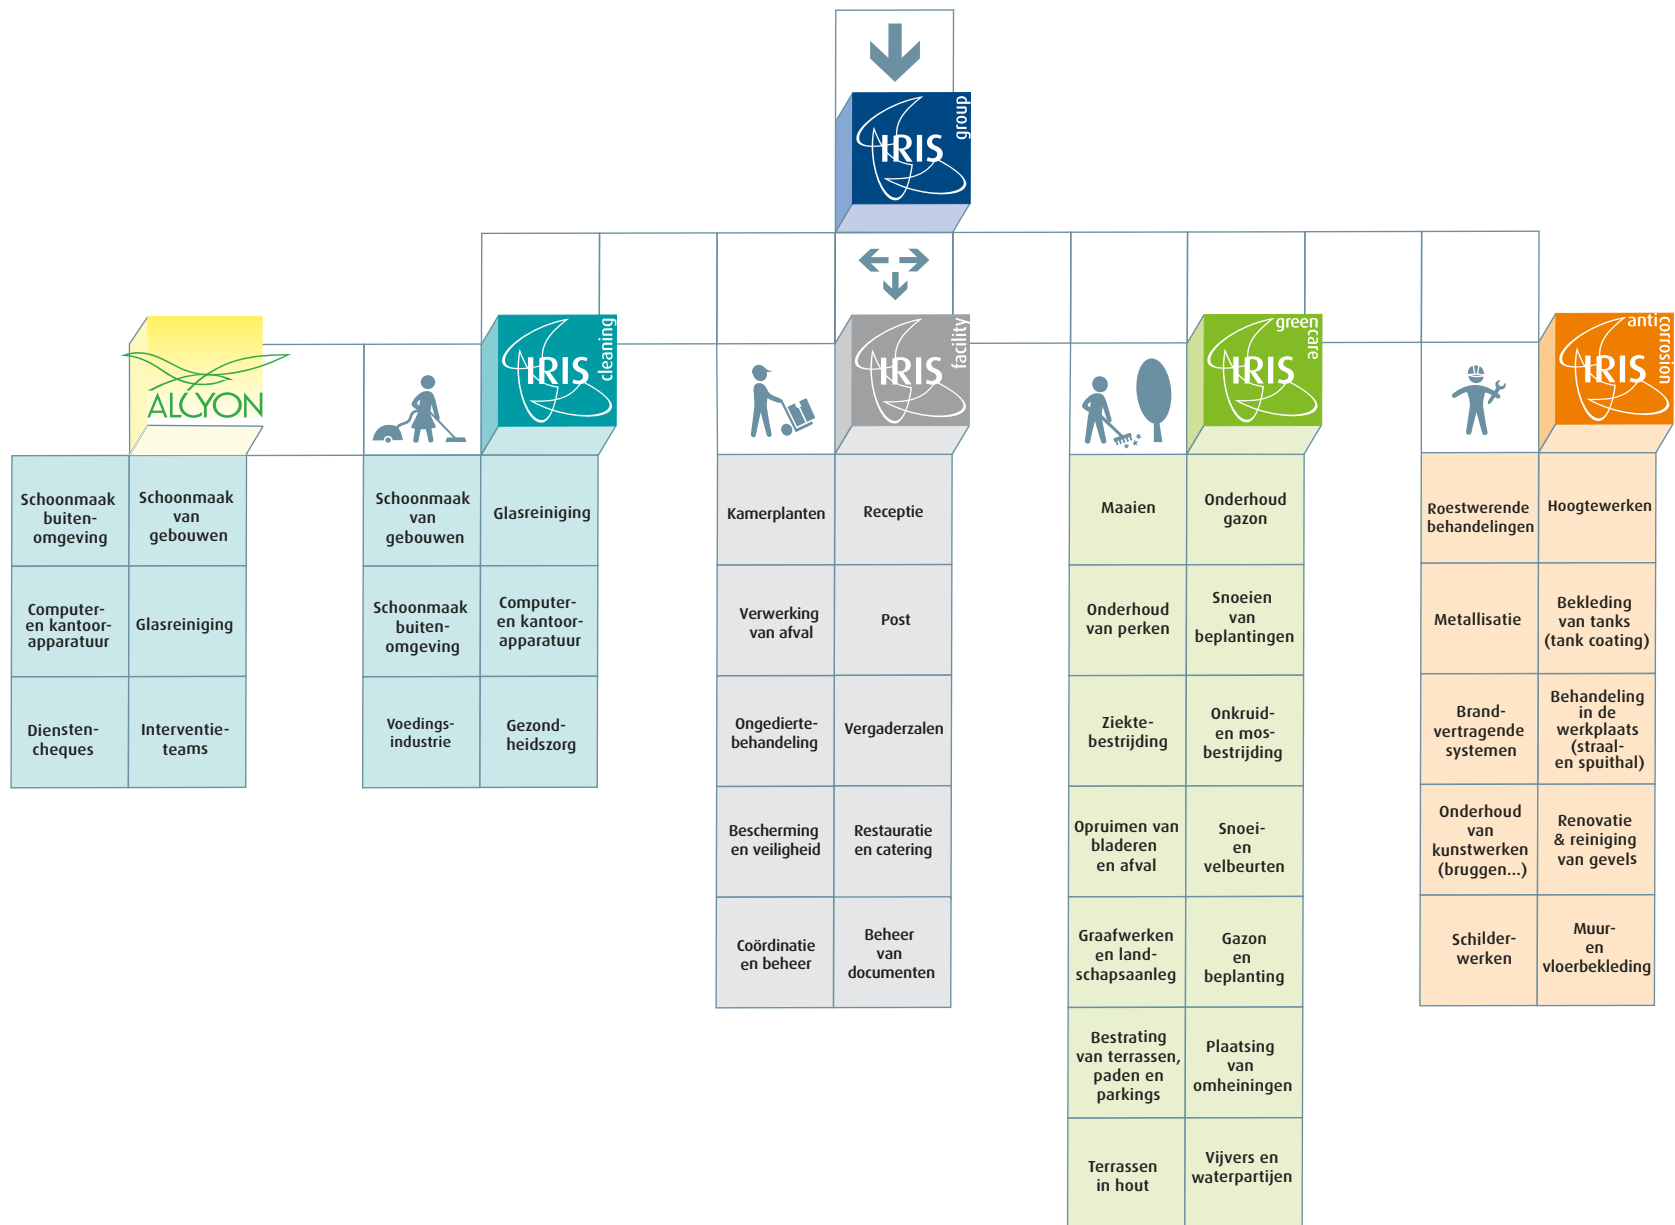 IRIS group
ALCYON
IRIS cleaning
IRIS facility
IRIS green care
IRIS anti corrosion
Schoonmaak
buiten-
omgeving
Schoonmaak
van
gebouwen
Computer-
en kantoor-
apparatuur
Glasreiniging
Diensten-
cheques
Interventie-
teams
Schoonmaak
van
gebouwen
Glasreiniging
Schoonmaak
buiten-
omgeving
Computer-
en kantoor-
apparatuur
Voedings-
industrie
Gezond-
heidszorg
Kamerplanten
Receptie
Verwerking
van afval
Post
Ongedierte-
behandeling
Vergaderzalen
Bescherming
en veiligheid
Restauratie
en catering
Coördinatie
en beheer
Beheer
van
documenten
Maaien
Onderhoud
gazon
Onderhoud
van perken
Snoeien
van
beplantingen
Ziekte-
bestrijding
Onkruid-
en mos-
bestrijding
Opruimen van
bladeren
en afval
Snoei-
en
velbeurten
Graafwerken
en land-
schapsaanleg
Gazon
en
beplanting
Bestrating
van terrassen,
paden en
parkings
Plaatsing
van
omheiningen
Terrassen
in hout
Vijvers en
waterpartijen
Roestwerende
behandelingen
Hoogtewerken
Metallisatie
Bekleding
van tanks
(tank coating)
Brand-
vertragende
systemen
Behandeling
in de
werkplaats
(straal-
en spuithal)
Onderhoud
van
kunstwerken
(bruggen...)
Renovatie
& reiniging
van gevels
Schilder-
werken
Muur-
en
vloerbekleding